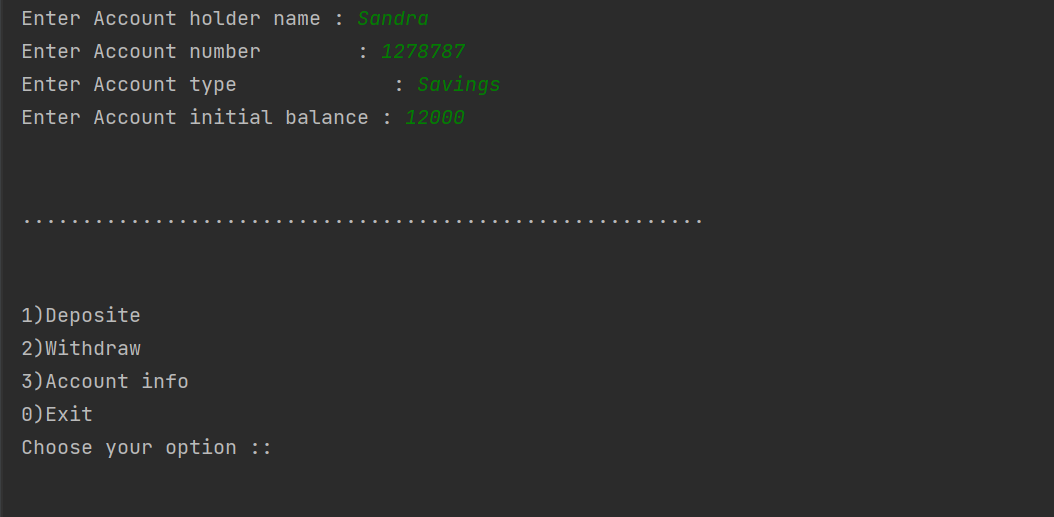 Enter Account holder name : Sandra
Enter Account number        : 1278787
Enter Account type             : Savings
Enter Account initial balance : 12000
.........................................................
1)Deposite
2)Withdraw
3)Account info
0)Exit
Choose your option ::